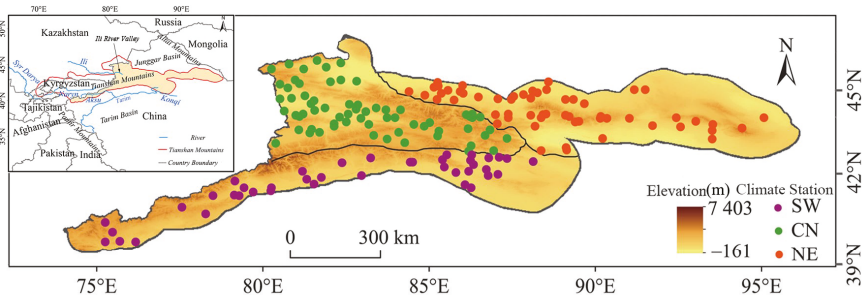 70°E 80°E 90°E
Russia
Kazakhstan
Altai Mountains
Ili River Valley
Mongolia
Junggar Basin
Ili
Syr Darya
Tianshan Mountains
Kyrgyzstan
Naryn
Aksu
Tarim
Konqi
Tajikistan
Tarim Basin
China
Afghanistan
Pamir Mountains
Pakistan
India
River
Tianshan Mountains
Country Boundary
50°N
45°N
40°N
35°N
N
N
45°N
42°N
39°N
Elevation(m)
7 403
−161
Climate Station
SW
CN
NE
0 300 km
75°E 80°E 85°E 90°E 95°E